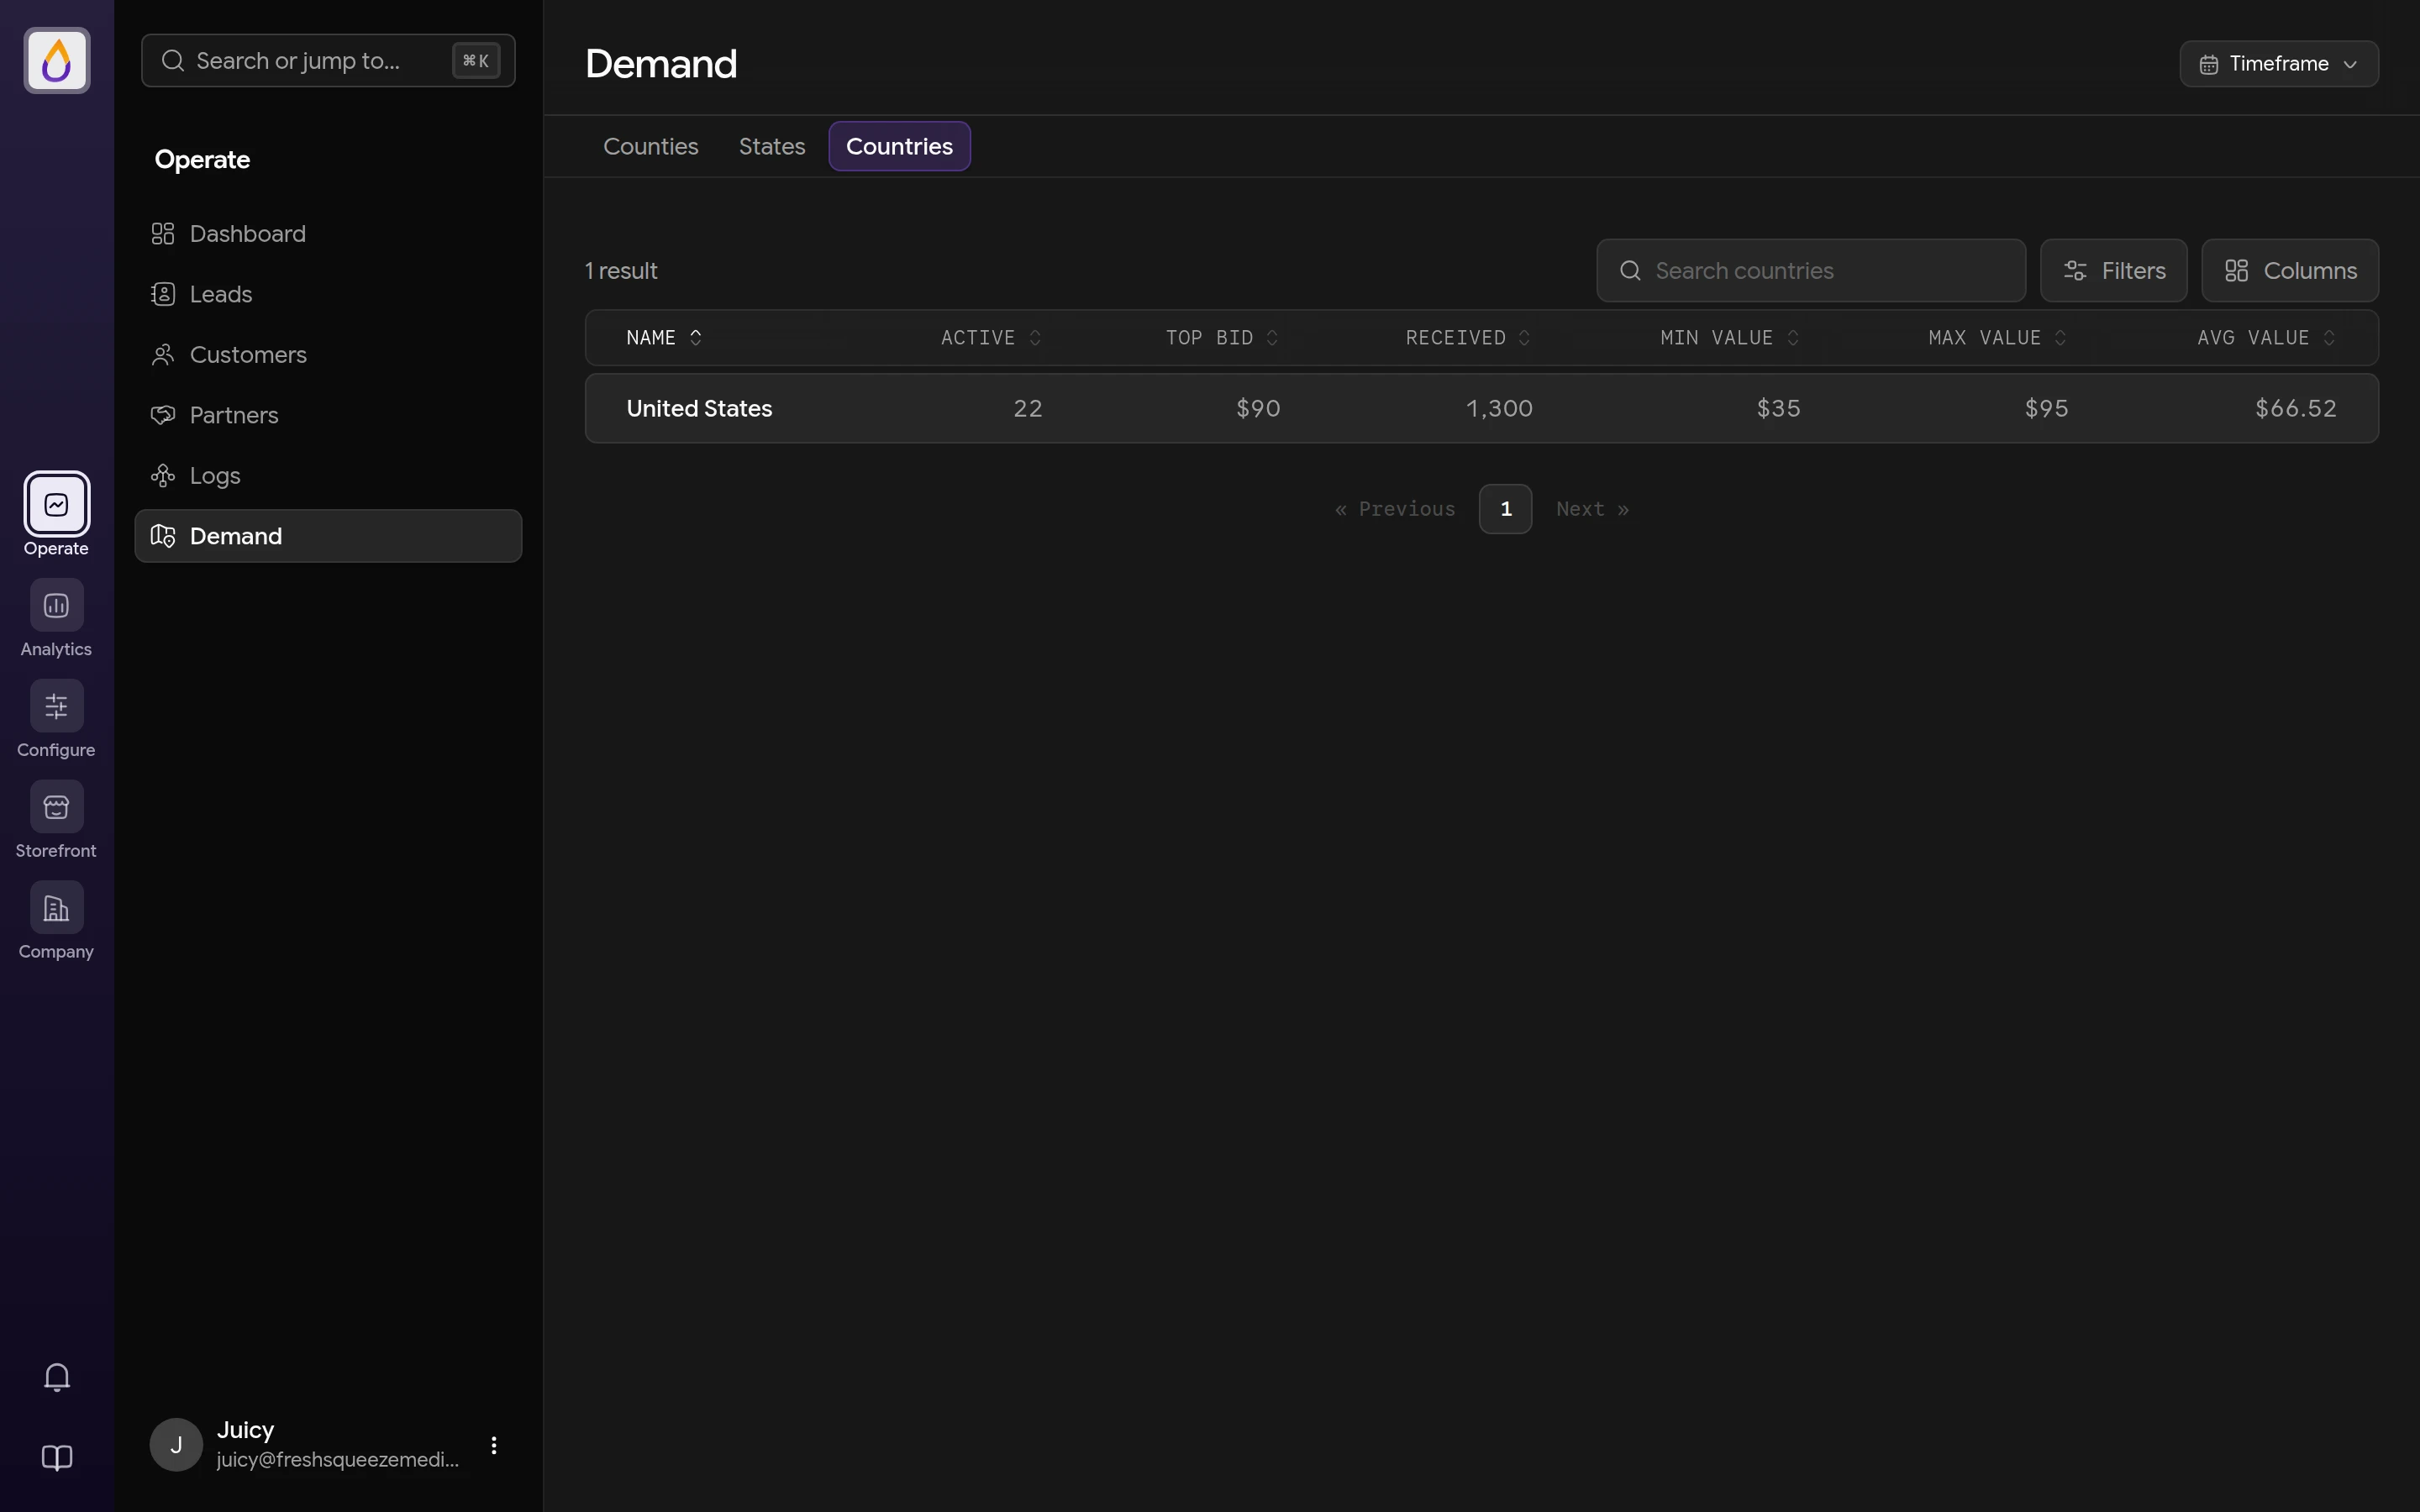 Search or jump to...
⌘K
Operate
Dashboard
Leads
Customers
Partners
Logs
Demand
Operate
Analytics
Configure
Storefront
Company
J
Juicy
juicy@freshsqueezemedi...
Demand
Timeframe
Counties States Countries
1 result
Search countries
Filters
Columns
NAME ACTIVE TOP BID RECEIVED MIN VALUE MAX VALUE AVG VALUE
United States 22 $90 1,300 $35 $95 $66.52
« Previous 1 Next »